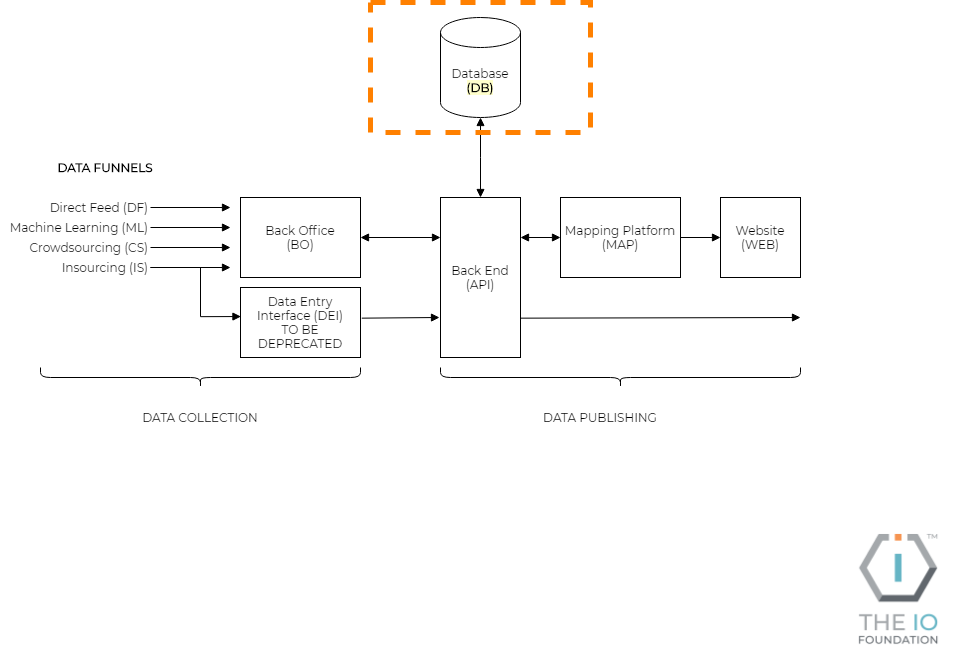 Database
(DB)
DATA FUNNELS
Direct Feed (DF)
Machine Learning (ML)
Crowdsourcing (CS)
Insourcing (IS)
Back Office
(BO)
Data Entry
Interface (DEI)
TO BE
DEPRECATED
Back End
(API)
Mapping Platform
(MAP)
Website
(WEB)
DATA COLLECTION
DATA PUBLISHING
TM
THE IO
FOUNDATION